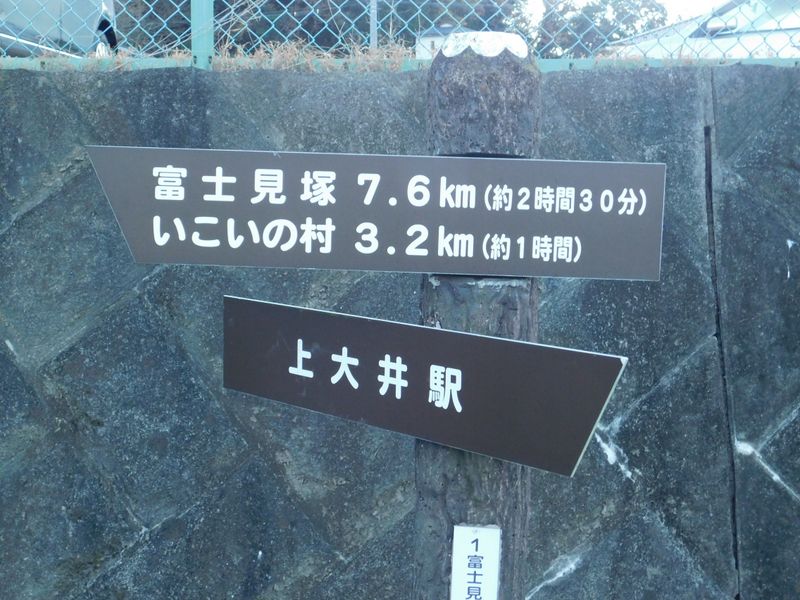 富士見塚 7.6km(約2時間30分)
いこいの村 3.2km(約1時間)
上大井駅
1
富士見